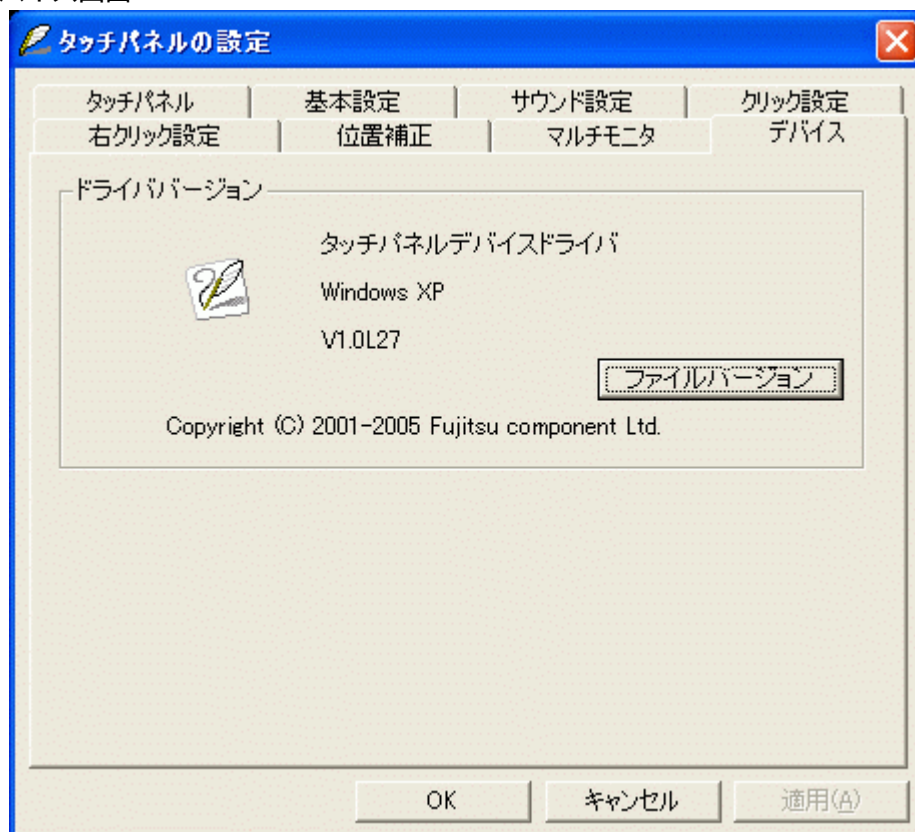 タッチパネルの設定
タッチパネル 基本設定 サウンド設定 クリック設定
右クリック設定 位置補正 マルチモニタ デバイス
ドライババージョン
タッチパネルデバイスドライバ
Windows XP
V1.0L27
ファイルバージョン
Copyright (C) 2001-2005 Fujitsu component Ltd.
OK キャンセル 適用(A)